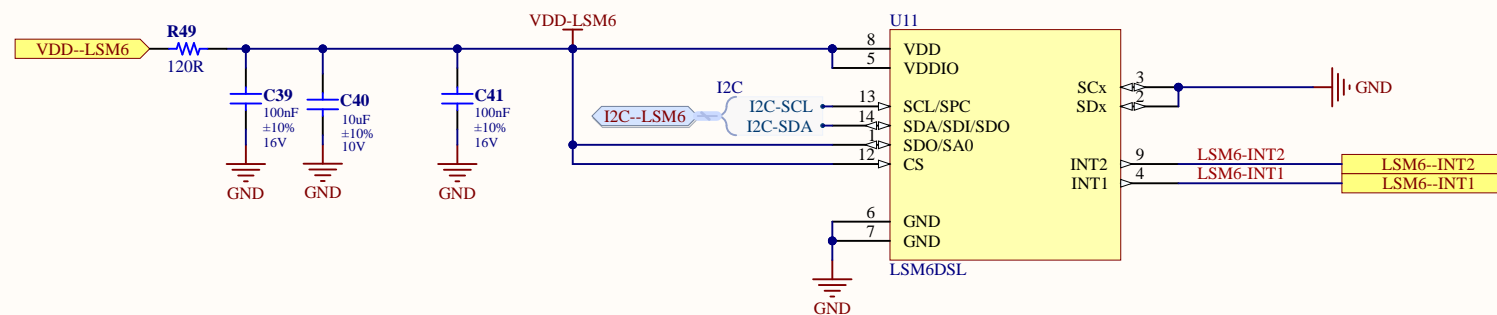 VDD-LSM6
U11
R49
VDD--LSM6
120R
8
VDD
5
VDDIO
3
SCx
GND
2
SDx
I2C
C39
100nF
±10%
16V
C40
10uF
±10%
10V
C41
100nF
±10%
16V
I2C--LSM6
I2C-SCL
I2C-SDA
13
SCL/SPC
14
SDA/SDI/SDO
1
SDO/SA0
12
CS
9
INT2
LSM6-INT2
LSM6--INT2
4
INT1
LSM6-INT1
LSM6--INT1
GND
GND
GND
6
GND
7
GND
LSM6DSL
GND